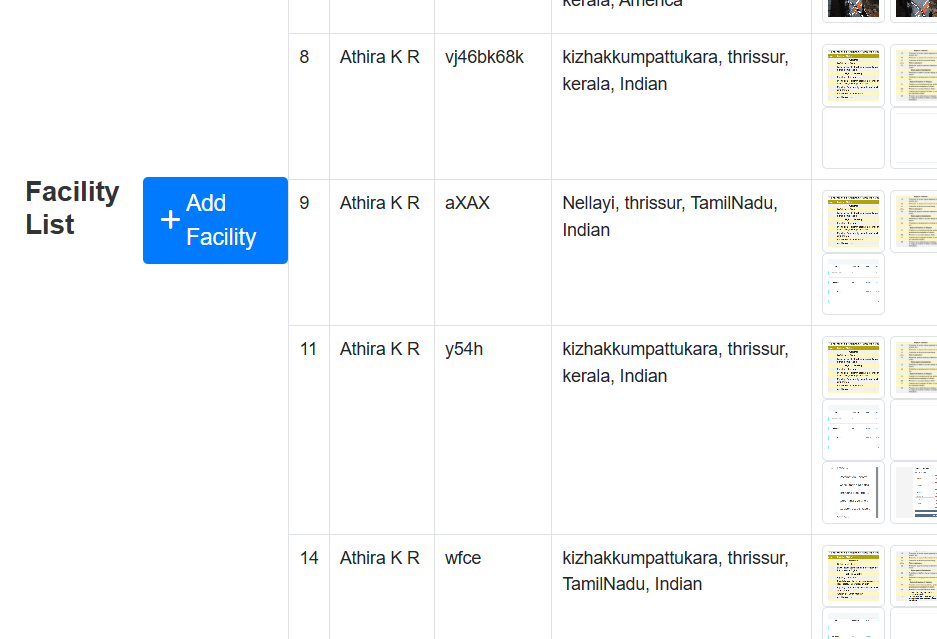 kerala, America
8 Athira K R vj46bk68k kizhakkumpattukara, thrissur,
kerala, Indian
Facility
List
Add
Facility
9 Athira K R aXAX Nellayi, thrissur, TamilNadu,
Indian
11 Athira K R y54h kizhakkumpattukara, thrissur,
kerala, Indian
14 Athira K R wfce kizhakkumpattukara, thrissur,
TamilNadu, Indian